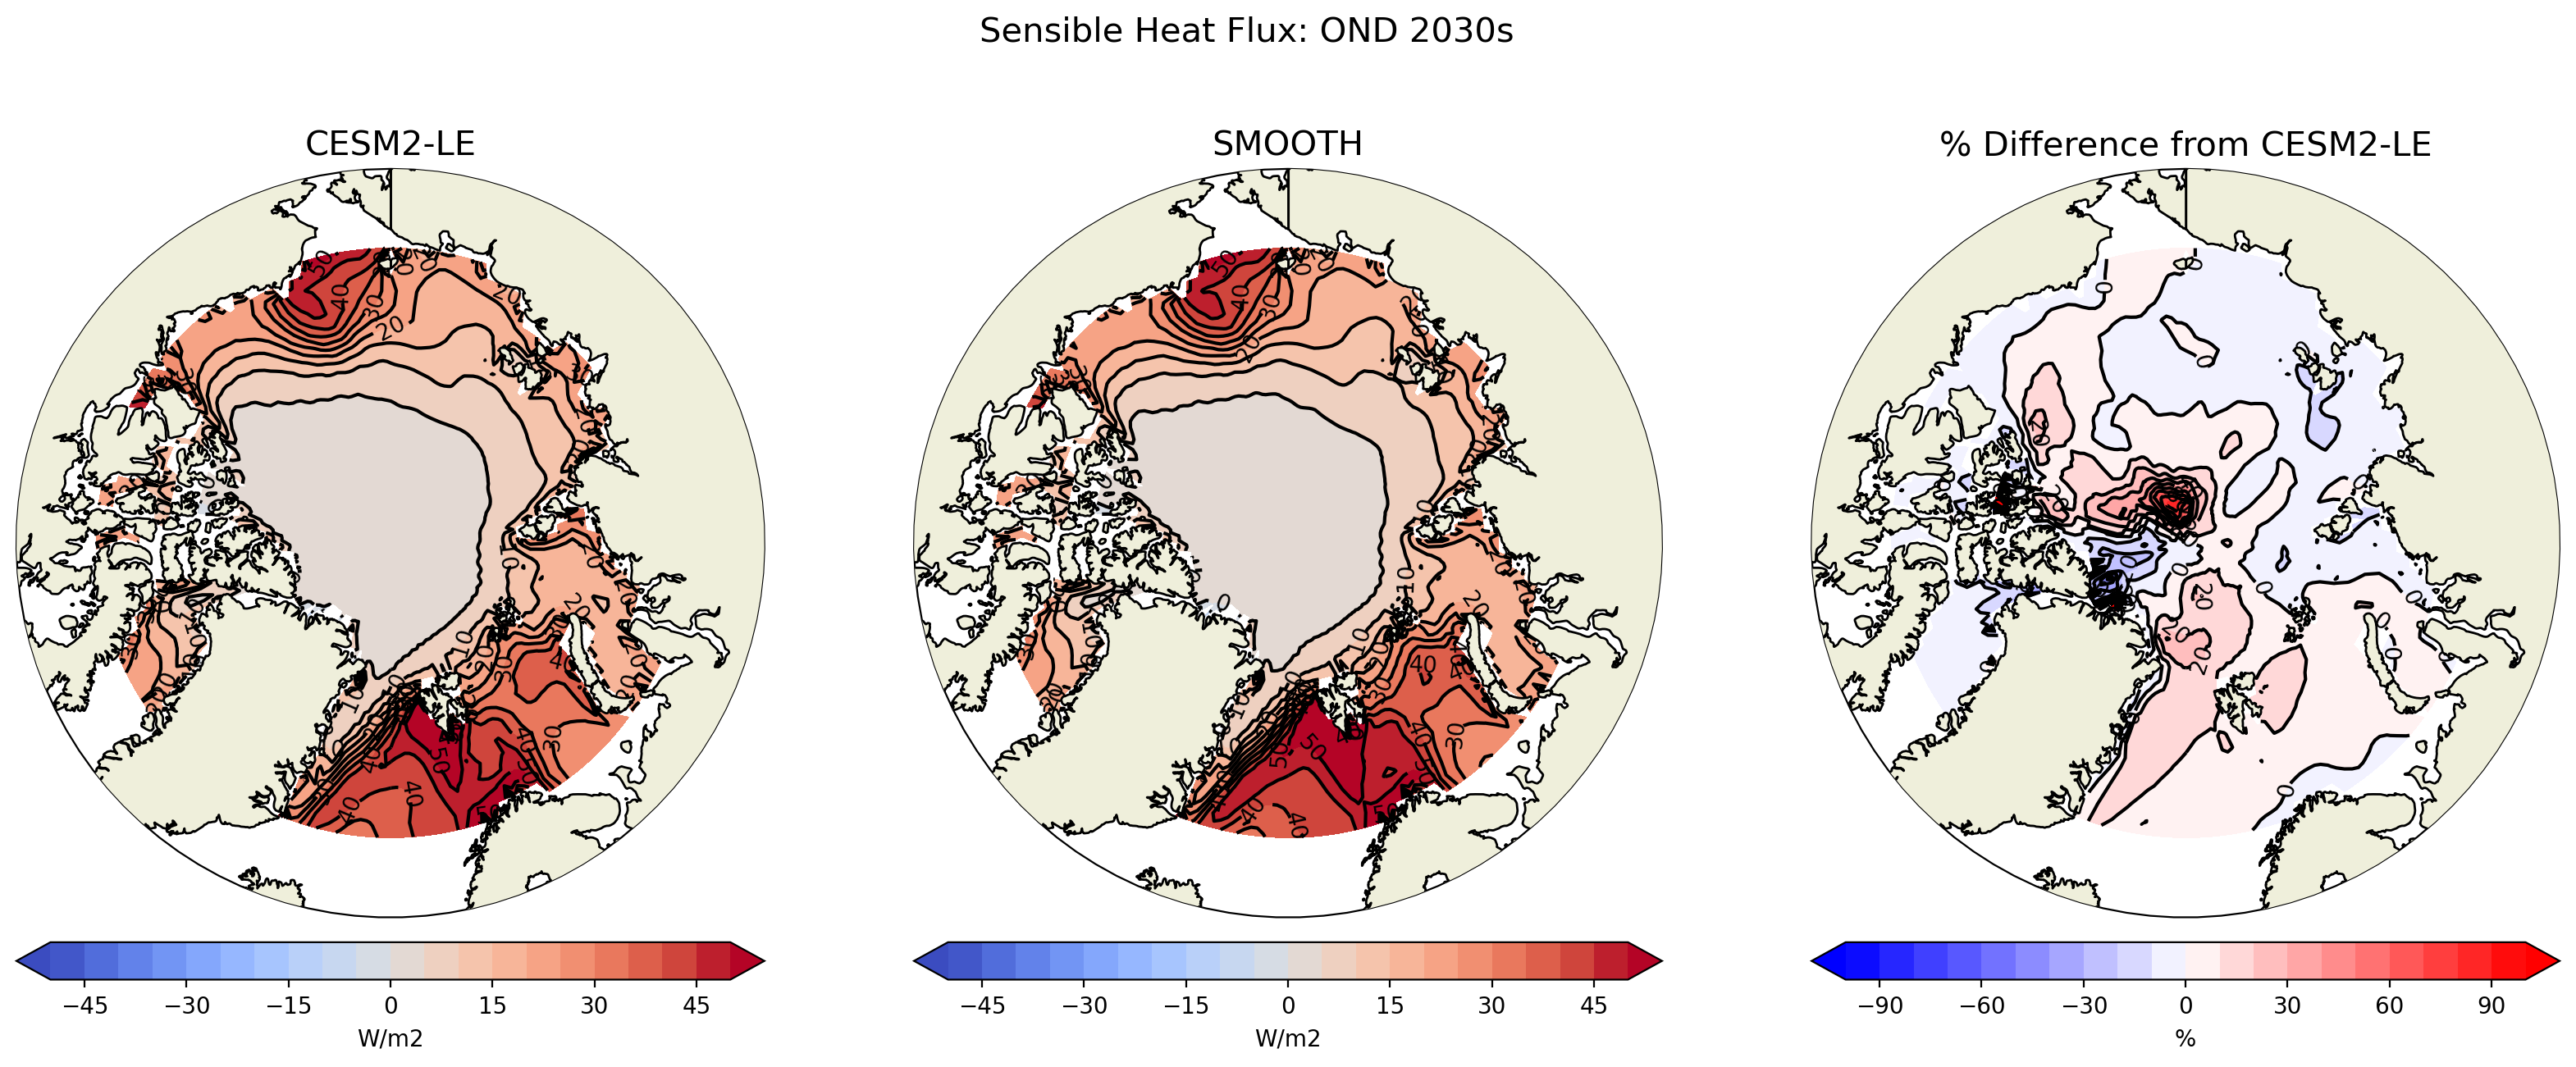 Sensible Heat Flux: OND 2030s
CESM2-LE
SMOOTH
% Difference from CESM2-LE
−45 −30 −15 0 15 30 45
W/m2
−45 −30 −15 0 15 30 45
W/m2
−90 −60 −30 0 30 60 90
%